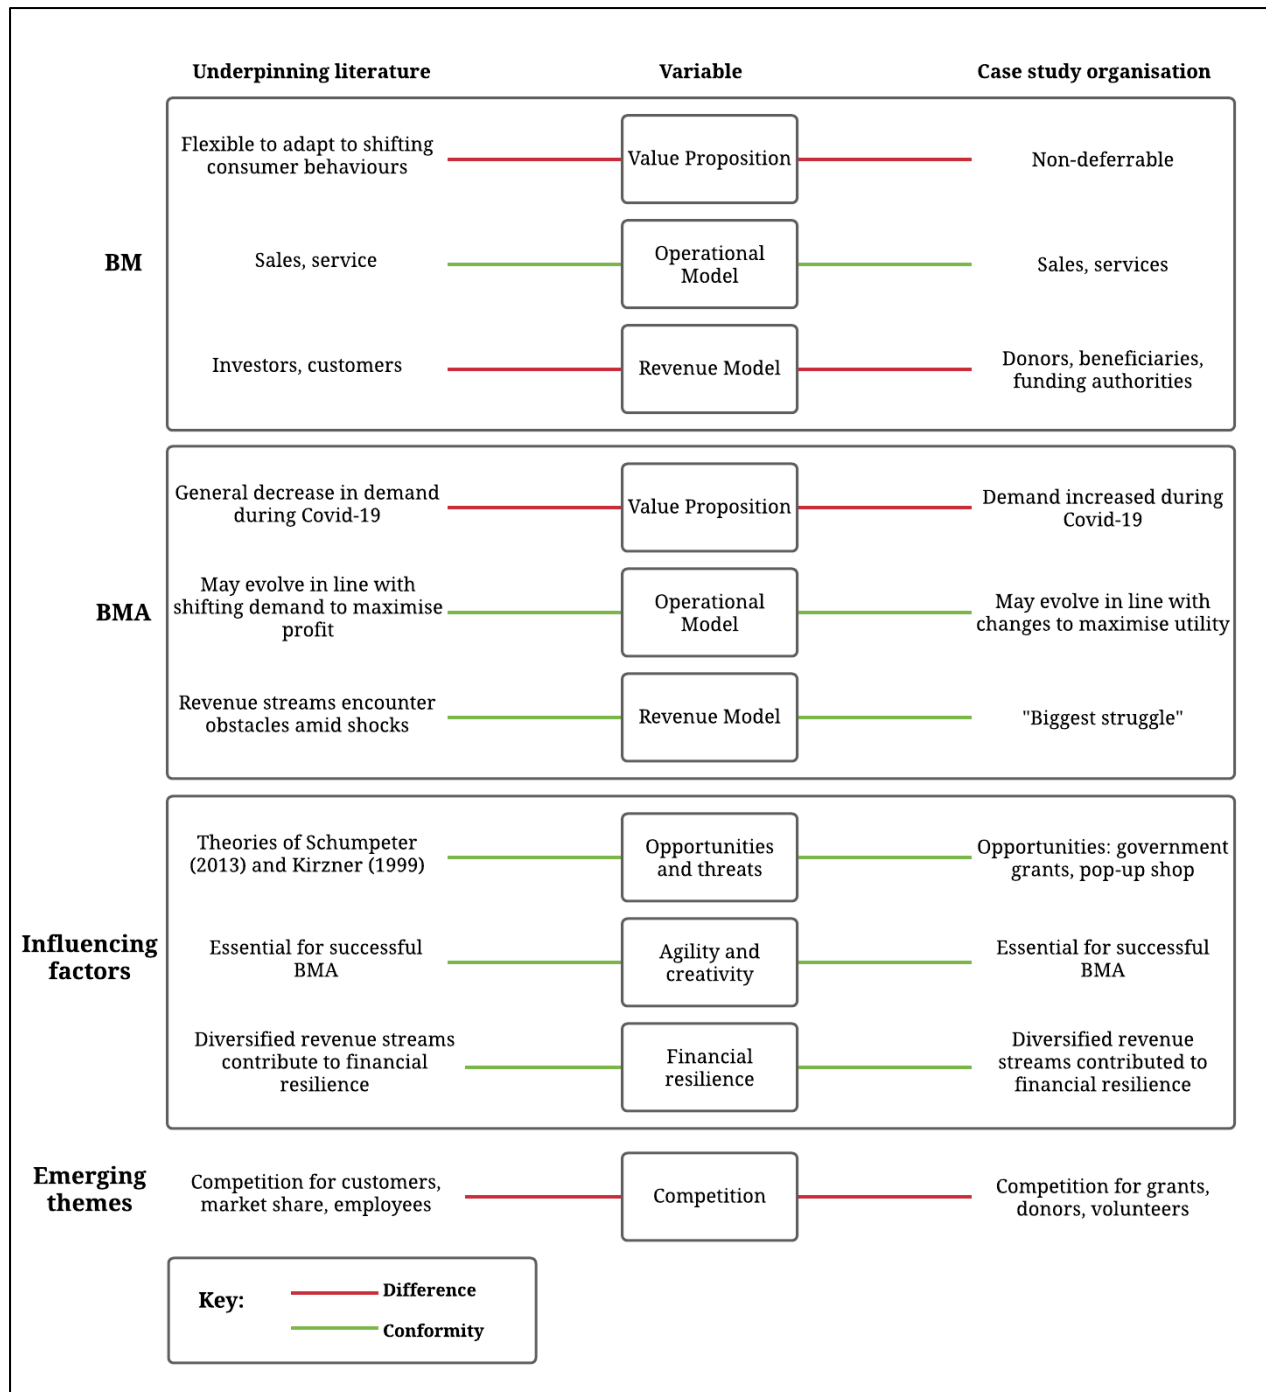 Underpinning literature
Variable
Case study organisation
BM
Flexible to adapt to shifting
consumer behaviours
Value Proposition
Non-deferrable
Sales, service
Operational
Model
Sales, services
Investors, customers
Revenue Model
Donors, beneficiaries,
funding authorities
BMA
General decrease in demand
during Covid-19
Value Proposition
Demand increased during
Covid-19
May evolve in line with
shifting demand to maximise
profit
Operational
Model
May evolve in line with
changes to maximise utility
Revenue streams encounter
obstacles amid shocks
Revenue Model
"Biggest struggle"
Influencing
factors
Theories of Schumpeter
(2013) and Kirzner (1999)
Opportunities
and threats
Opportunities: government
grants, pop-up shop
Essential for successful
BMA
Agility and
creativity
Essential for successful
BMA
Diversified revenue streams
contribute to financial
resilience
Financial
resilience
Diversified revenue
streams contributed to
financial resilience
Emerging
themes
Competition for customers,
market share, employees
Competition
Competition for grants,
donors, volunteers
Key:
Difference
Conformity